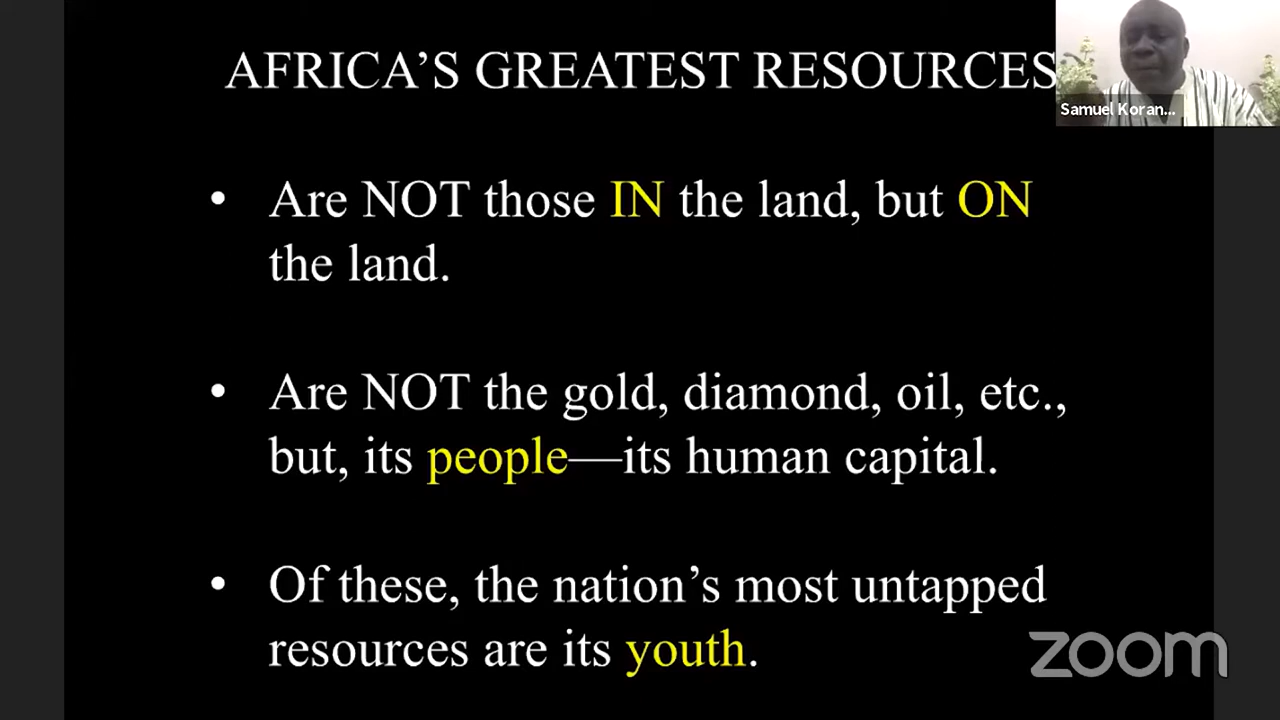 AFRICA'S GREATEST RESOURCES
Samuel Koran...
• Are NOT those IN the land, but ON
the land.
• Are NOT the gold, diamond, oil, etc.,
but, its people—its human capital.
• Of these, the nation's most untapped
resources are its youth.
zoom